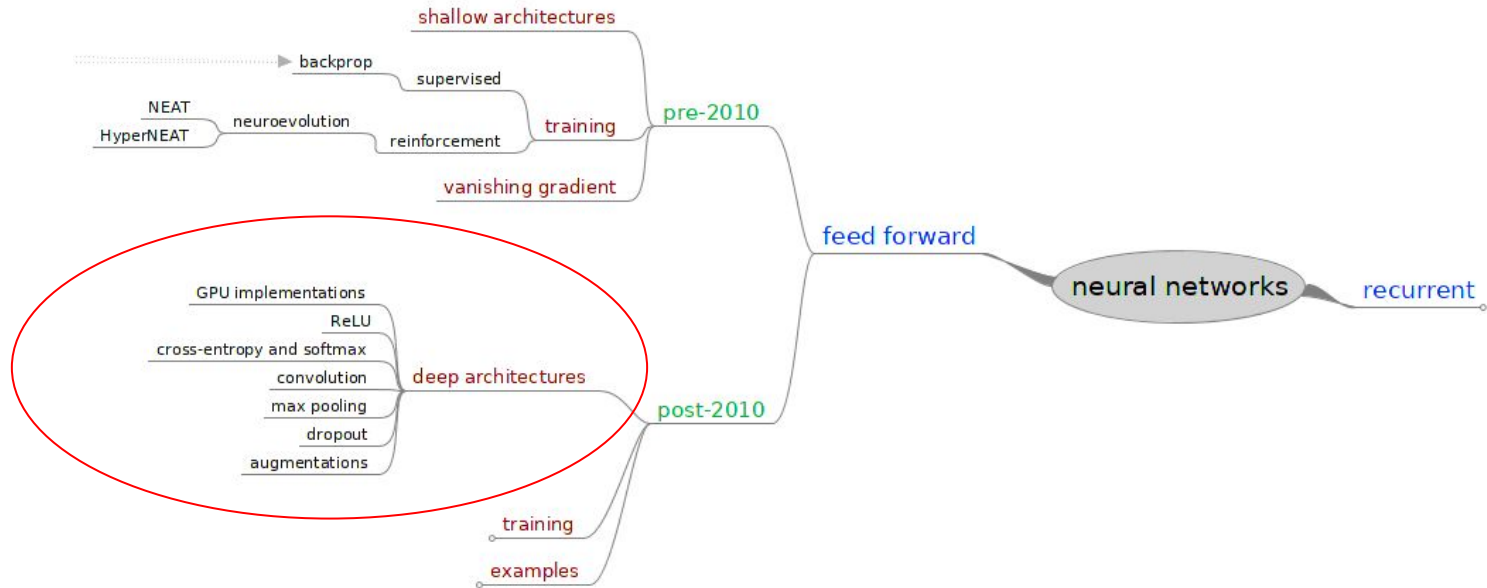 shallow architectures
backprop
supervised
NEAT
HyperNEAT
neuroevolution
reinforcement
training
pre-2010
vanishing gradient
feed forward
neural networks
recurrent
GPU implementations
ReLU
cross-entropy and softmax
convolution
max pooling
dropout
augmentations
deep architectures
post-2010
training
examples